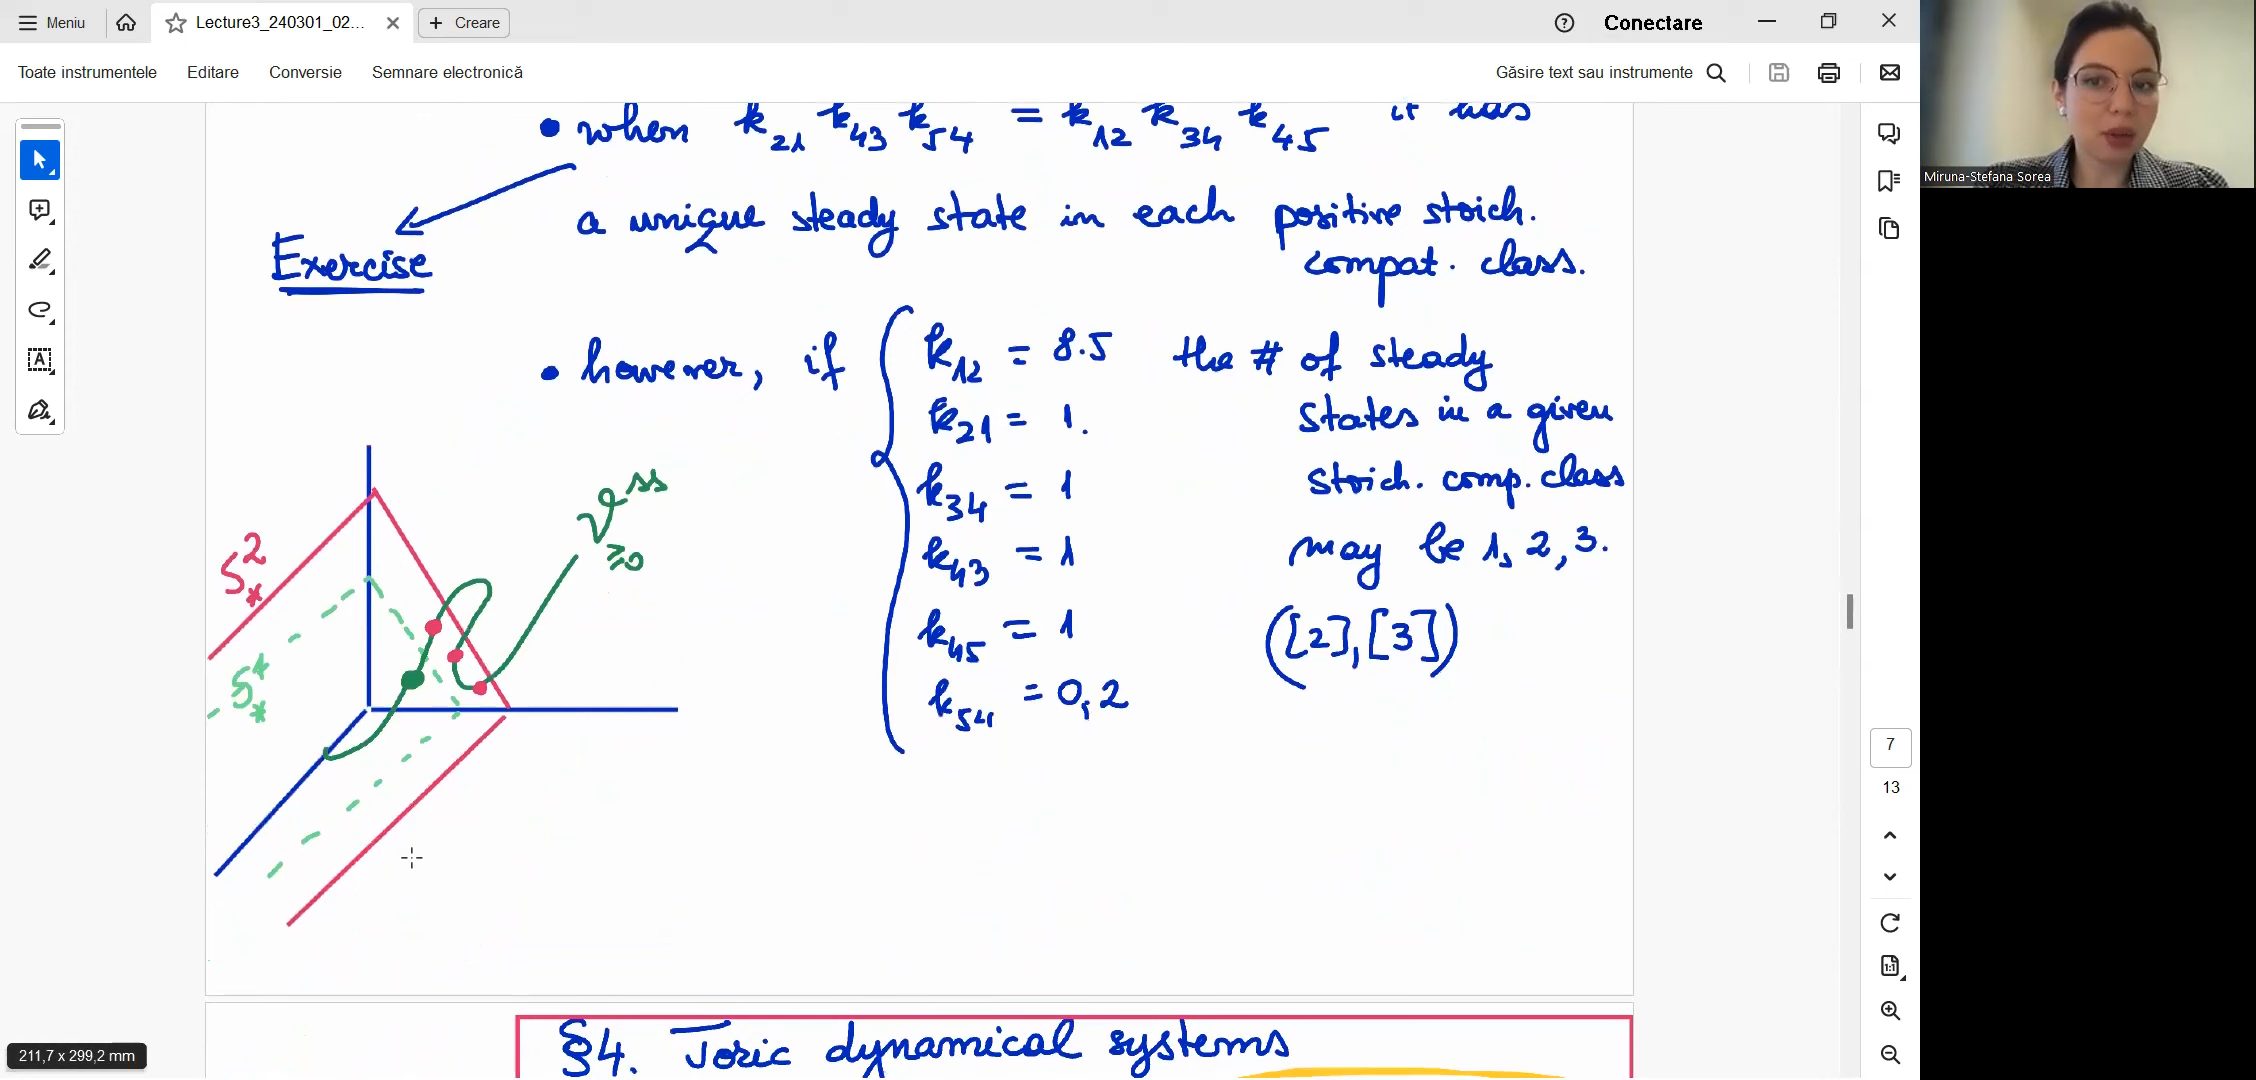 Meniu
Lecture3_240301_02...
Creare
Conectare
Toate instrumentele Editare Conversie Semnare electronică
Găsire text sau instrumente
Miruna-Stefana Sorea
• when k₂₁ k₄₃ k₅₄ = k₁₂ k₃₄ k₄₅ it has
a unique steady state in each positive stoich.
compat. class.
Exercise
• however, if
k₁₂ = 8.5
k₂₁ = 1.
k₃₄ = 1
k₄₃ = 1
k₄₅ = 1
k₅₄ = 0,2
the # of steady
states in a given
stoich. comp. class
may be 1, 2, 3.
([2], [3])
V^{ss}_{≥0}
S²_*
7
13
§4. Toric dynamical systems
211,7 x 299,2 mm